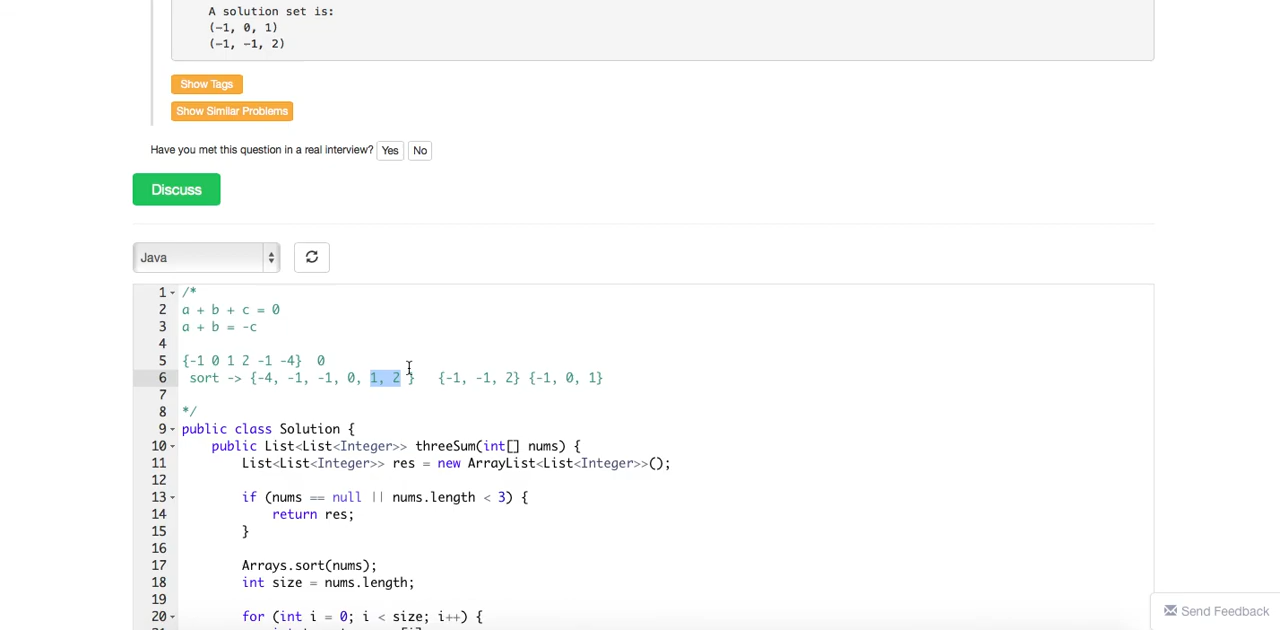 A solution set is:
(-1, 0, 1)
(-1, -1, 2)
Show Tags
Show Similar Problems
Have you met this question in a real interview? Yes No
Discuss
Java
1 /*
2 a + b + c = 0
3 a + b = -c
4
5 {-1 0 1 2 -1 -4} 0
6 sort -> {-4, -1, -1, 0, 1, 2 } {-1, -1, 2} {-1, 0, 1}
7
8 */
9 public class Solution {
10 public List<List<Integer>> threeSum(int[] nums) {
11 List<List<Integer>> res = new ArrayList<List<Integer>>();
12
13 if (nums == null || nums.length < 3) {
14 return res;
15 }
16
17 Arrays.sort(nums);
18 int size = nums.length;
19
20 for (int i = 0; i < size; i++) {
Send Feedback